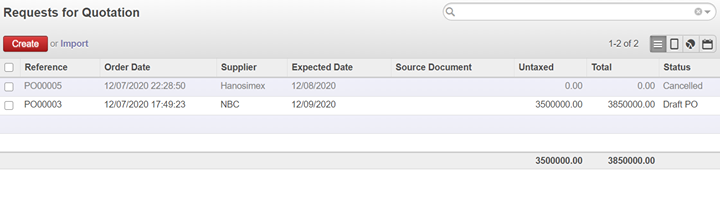 Requests for Quotation
Create or Import 1-2 of 2
Reference Order Date Supplier Expected Date Source Document Untaxed Total Status
PO00005 12/07/2020 22:28:50 Hanosimex 12/08/2020 0.00 0.00 Cancelled
PO00003 12/07/2020 17:49:23 NBC 12/09/2020 3500000.00 3850000.00 Draft PO
3500000.00 3850000.00